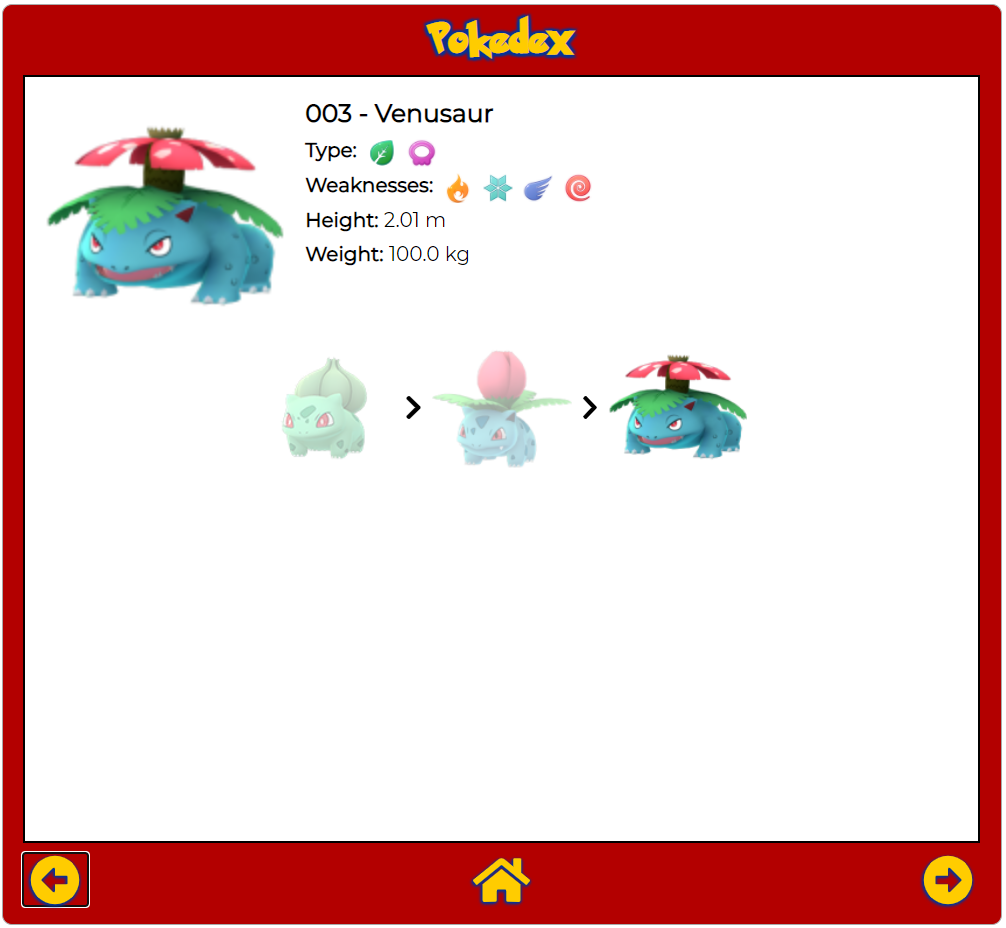 Pokedex
003 - Venusaur
Type:
Weaknesses:
Height: 2.01 m
Weight: 100.0 kg